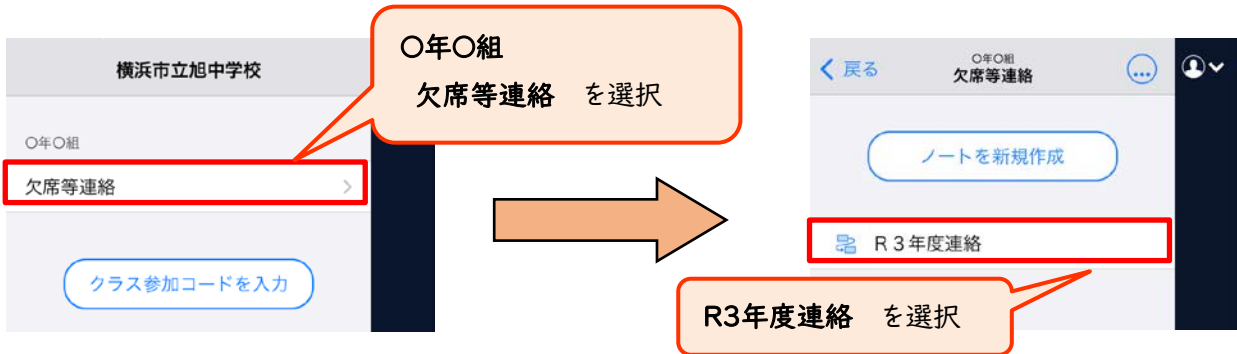 横浜市立旭中学校
〇年〇組
欠席等連絡
クラス参加コードを入力
〇年〇組
欠席等連絡　を選択
戻る
〇年〇組
欠席等連絡
ノートを新規作成
R３年度連絡
R3年度連絡　を選択